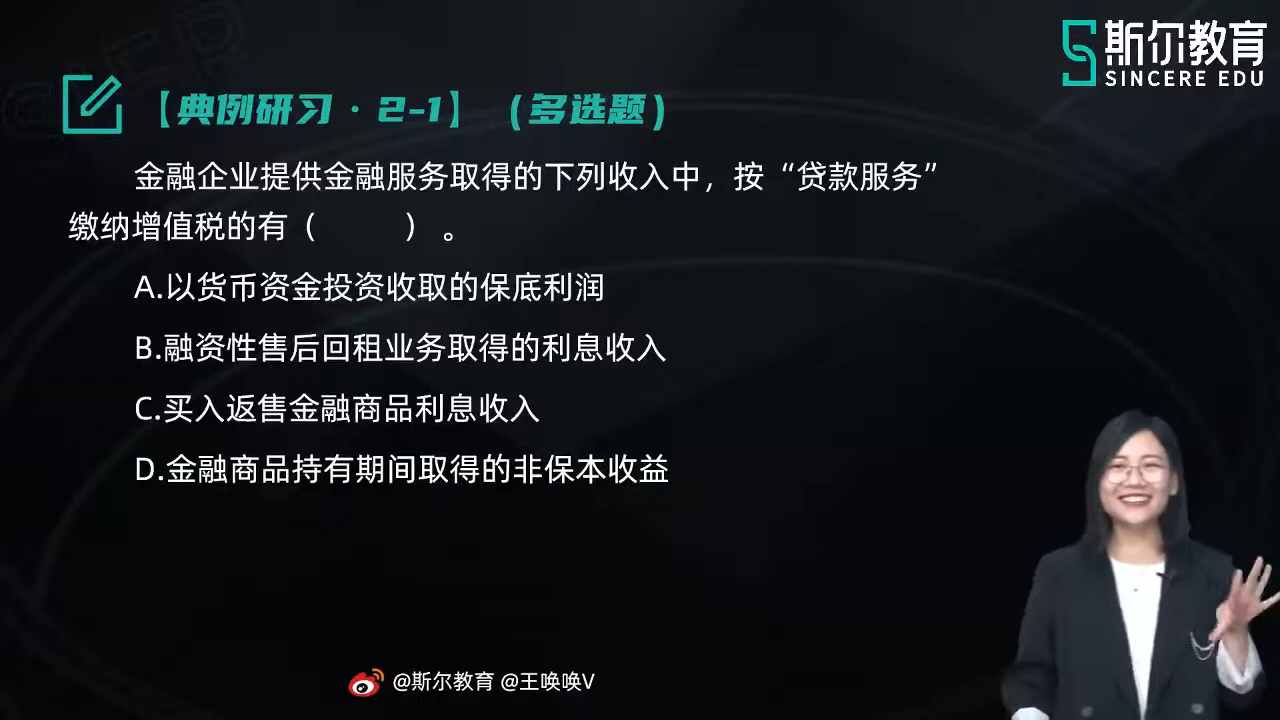 斯尔教育
SINCERE EDU
【典例研习·2-1】（多选题）
金融企业提供金融服务取得的下列收入中，按“贷款服务”
缴纳增值税的有（　　）。
A.以货币资金投资收取的保底利润
B.融资性售后回租业务取得的利息收入
C.买入返售金融商品利息收入
D.金融商品持有期间取得的非保本收益
@斯尔教育 @王唤唤V